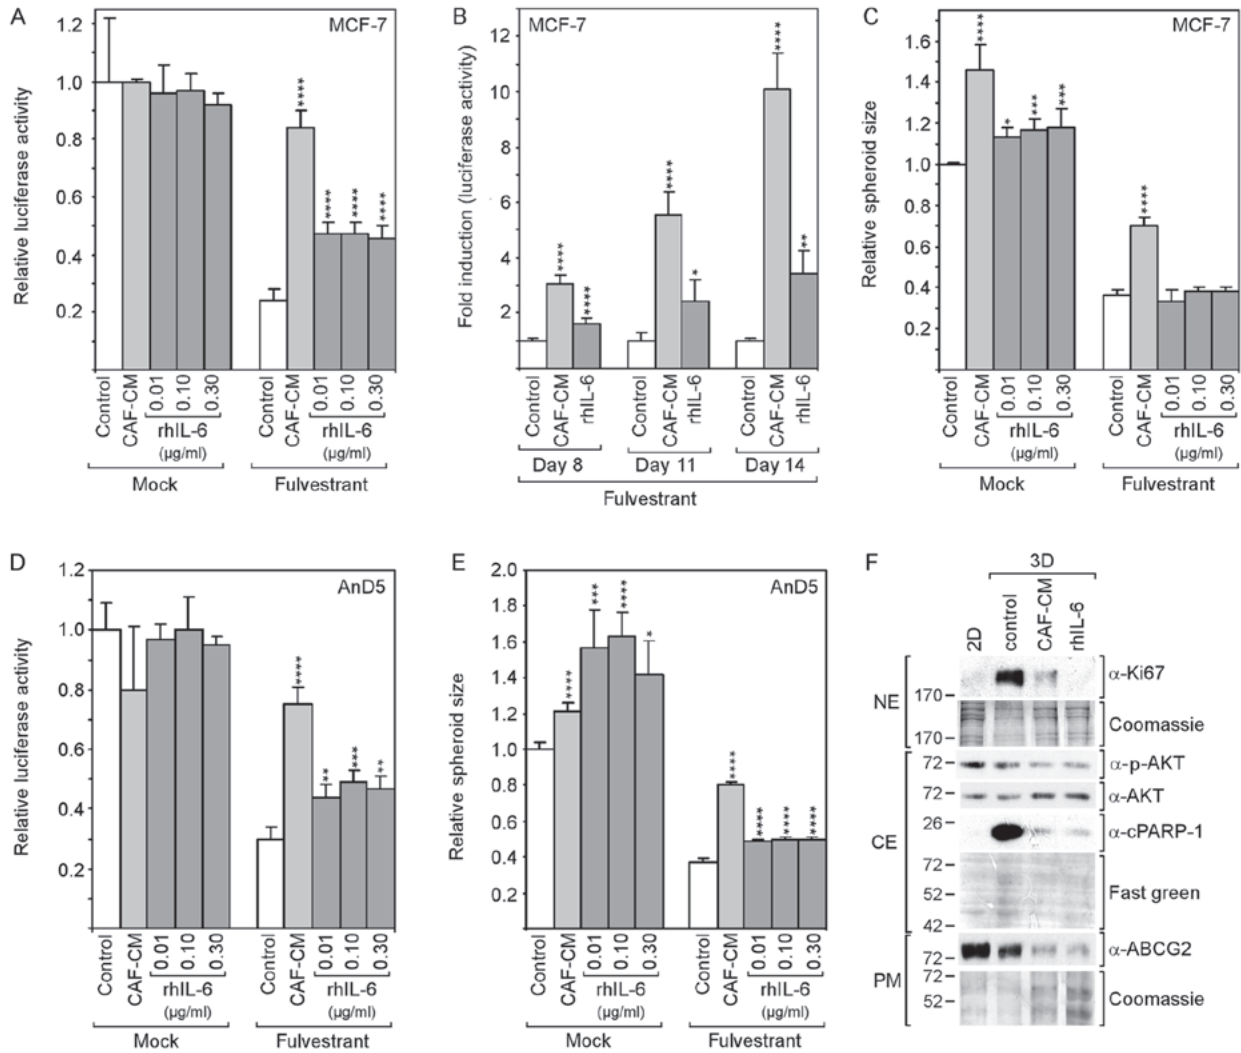 A
MCF-7
Relative luciferase activity
1.2
1.0
0.8
0.6
0.4
0.2
****
****
****
****
Control
CAF-CM
0.01
0.10
0.30
rhIL-6
(µg/ml)
Mock
Control
CAF-CM
0.01
0.10
0.30
rhIL-6
(µg/ml)
Fulvestrant
B
MCF-7
Fold induction (luciferase activity)
12
10
8
6
4
2
****
****
****
*
****
**
Control
CAF-CM
rhIL-6
Day 8
Control
CAF-CM
rhIL-6
Day 11
Control
CAF-CM
rhIL-6
Day 14
Fulvestrant
C
MCF-7
Relative spheroid size
1.6
1.4
1.2
1.0
0.8
0.6
0.4
0.2
****
*
***
***
****
Control
CAF-CM
0.01
0.10
0.30
rhIL-6
(µg/ml)
Mock
Control
CAF-CM
0.01
0.10
0.30
rhIL-6
(µg/ml)
Fulvestrant
D
AnD5
Relative luciferase activity
1.2
1.0
0.8
0.6
0.4
0.2
****
**
***
**
Control
CAF-CM
0.01
0.10
0.30
rhIL-6
(µg/ml)
Mock
Control
CAF-CM
0.01
0.10
0.30
rhIL-6
(µg/ml)
Fulvestrant
E
AnD5
Relative spheroid size
2.0
1.8
1.6
1.4
1.2
1.0
0.8
0.6
0.4
0.2
****
***
****
*
****
****
****
****
Control
CAF-CM
0.01
0.10
0.30
rhIL-6
(µg/ml)
Mock
Control
CAF-CM
0.01
0.10
0.30
rhIL-6
(µg/ml)
Fulvestrant
F
3D
2D
control
CAF-CM
rhIL-6
NE
170
α-Ki67
170
Coomassie
CE
72
α-p-AKT
72
α-AKT
26
α-cPARP-1
72
52
42
Fast green
PM
72
α-ABCG2
72
52
Coomassie